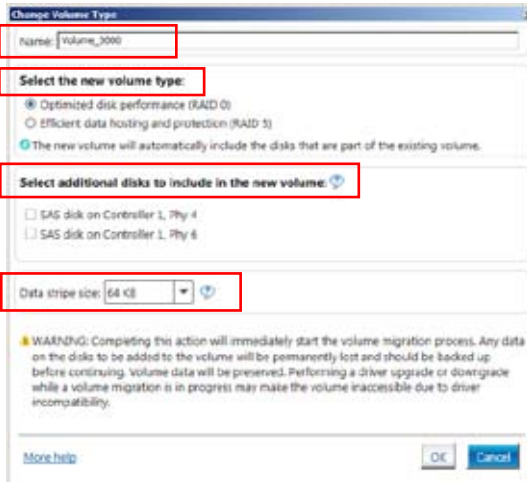 Change Volume Type
Name: Volume_0000
Select the new volume type:
Optimized disk performance (RAID 0)
Efficient data hosting and protection (RAID 5)
The new volume will automatically include the disks that are part of the existing volume.
Select additional disks to include in the new volume:
SAS disk on Controller 1, Phy 4
SAS disk on Controller 1, Phy 6
Data stripe size: 64 KB
WARNING: Completing this action will immediately start the volume migration process. Any data
on the disks to be added to the volume will be permanently lost and should be backed up
before continuing. Volume data will be preserved. Performing a driver upgrade or downgrade
while a volume migration is in progress may make the volume inaccessible due to driver
incompatibility.
More help
OK
Cancel